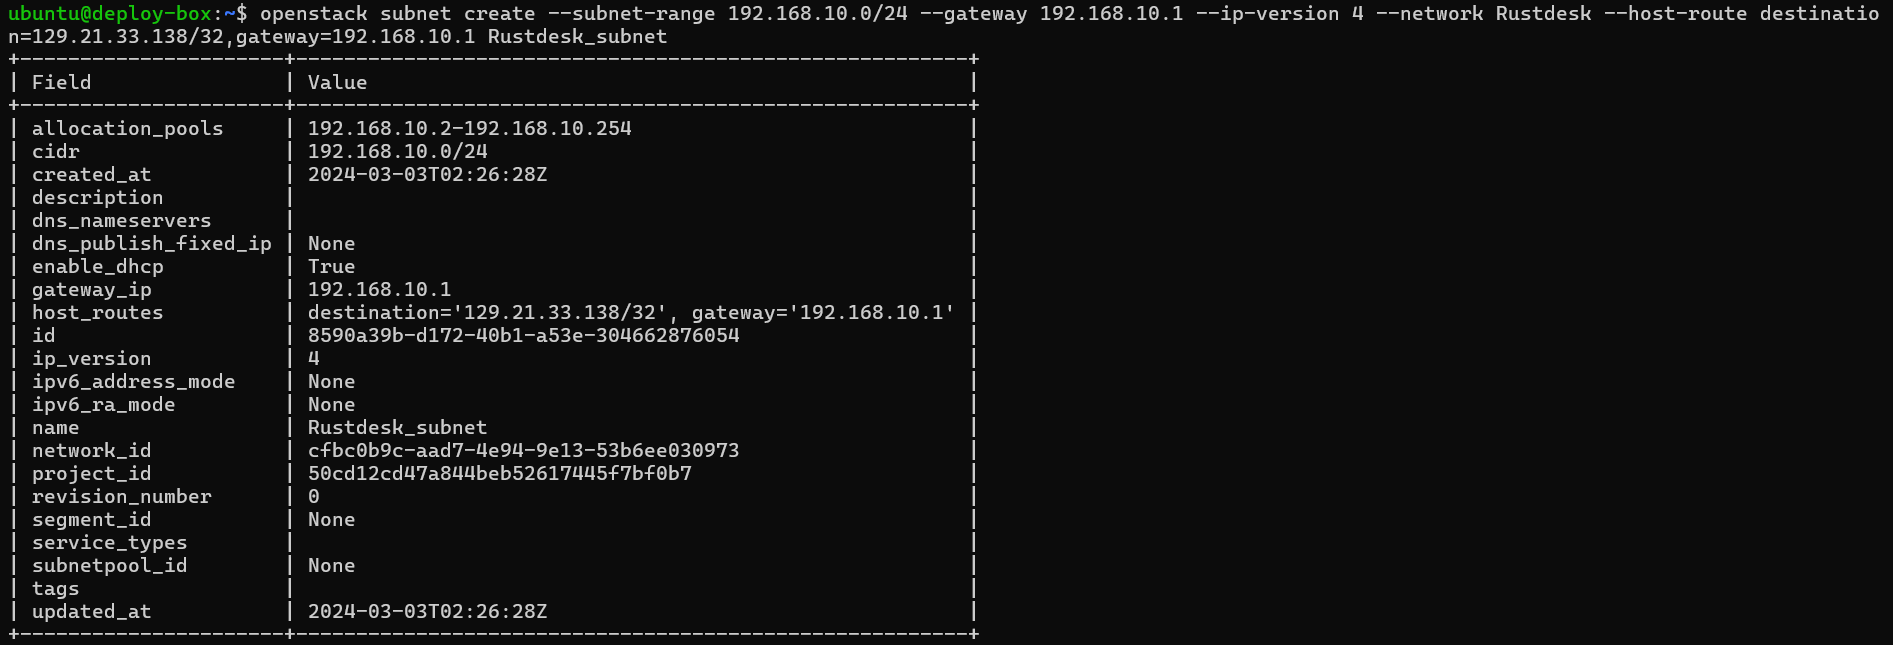 ubuntu@deploy-box:~$ openstack subnet create --subnet-range 192.168.10.0/24 --gateway 192.168.10.1 --ip-version 4 --network Rustdesk --host-route destinatio
n=129.21.33.138/32,gateway=192.168.10.1 Rustdesk_subnet
+----------------------+--------------------------------------------------------+
| Field                | Value                                                  |
+----------------------+--------------------------------------------------------+
| allocation_pools     | 192.168.10.2-192.168.10.254                            |
| cidr                 | 192.168.10.0/24                                        |
| created_at           | 2024-03-03T02:26:28Z                                   |
| description          |                                                        |
| dns_nameservers      |                                                        |
| dns_publish_fixed_ip | None                                                   |
| enable_dhcp          | True                                                   |
| gateway_ip           | 192.168.10.1                                           |
| host_routes          | destination='129.21.33.138/32', gateway='192.168.10.1' |
| id                   | 8590a39b-d172-40b1-a53e-304662876054                   |
| ip_version           | 4                                                      |
| ipv6_address_mode    | None                                                   |
| ipv6_ra_mode         | None                                                   |
| name                 | Rustdesk_subnet                                        |
| network_id           | cfbc0b9c-aad7-4e94-9e13-53b6ee030973                   |
| project_id           | 50cd12cd47a844beb52617445f7bf0b7                       |
| revision_number      | 0                                                      |
| segment_id           | None                                                   |
| service_types        |                                                        |
| subnetpool_id        | None                                                   |
| tags                 |                                                        |
| updated_at           | 2024-03-03T02:26:28Z                                   |
+----------------------+--------------------------------------------------------+